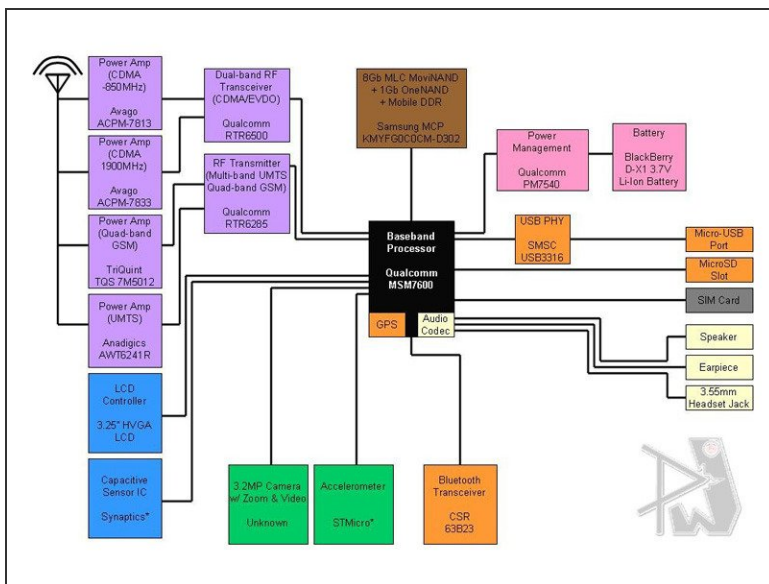 Power Amp
(CDMA
-850MHz)
Avago
ACPM-7813
Dual-band RF
Transceiver
(CDMA/EVDO)
Qualcomm
RTR6500
8Gb MLC MoviNAND
+ 1Gb OneNAND
+ Mobile DDR
Samsung MCP
KMYFG0C0CM-D302
Power
Management
Qualcomm
PM7540
Battery
BlackBerry
D-X1 3.7V
Li-Ion Battery
Power Amp
(CDMA
1900MHz)
Avago
ACPM-7833
RF Transmitter
(Multi-band UMTS
Quad-band GSM)
Qualcomm
RTR6285
Power Amp
(Quad-band
GSM)
TriQuint
TQS 7M5012
Baseband
Processor
Qualcomm
MSM7600
GPS
Audio
Codec
USB PHY
SMSC
USB3316
Micro-USB
Port
MicroSD
Slot
SIM Card
Speaker
Earpiece
3.55mm
Headset Jack
Power Amp
(UMTS)
Anadigics
AWT6241R
LCD
Controller
3.25" HVGA
LCD
Capacitive
Sensor IC
Synaptics*
3.2MP Camera
w/ Zoom & Video
Unknown
Accelerometer
STMicro*
Bluetooth
Transceiver
CSR
63B23